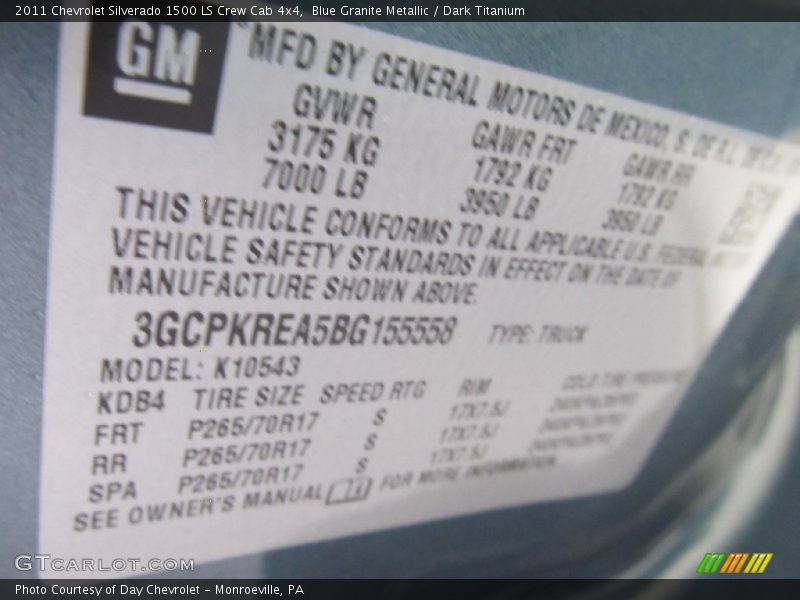 2011 Chevrolet Silverado 1500 LS Crew Cab 4x4, Blue Granite Metallic / Dark Titanium
GM
MFD BY GENERAL MOTORS DE MEXICO, S. DE R.L.
GVWR GAWR FRT GAWR RR
3175 KG 1792 KG 1792 KG
7000 LB 3950 LB 3950 LB
THIS VEHICLE CONFORMS TO ALL APPLICABLE U.S. FEDERAL
VEHICLE SAFETY STANDARDS IN EFFECT ON THE DATE OF
MANUFACTURE SHOWN ABOVE.
3GCPKREA5BG155558 TYPE: TRUCK
MODEL: K10543
KDB4 TIRE SIZE SPEED RTG RIM COLD TIRE PRESSURE
FRT P265/70R17 S 17X7.5J
RR P265/70R17 S 17X7.5J
SPA P265/70R17 S 17X7.5J
SEE OWNER'S MANUAL FOR MORE INFORMATION
GTCARLOT.COM
Photo Courtesy of Day Chevrolet - Monroeville, PA